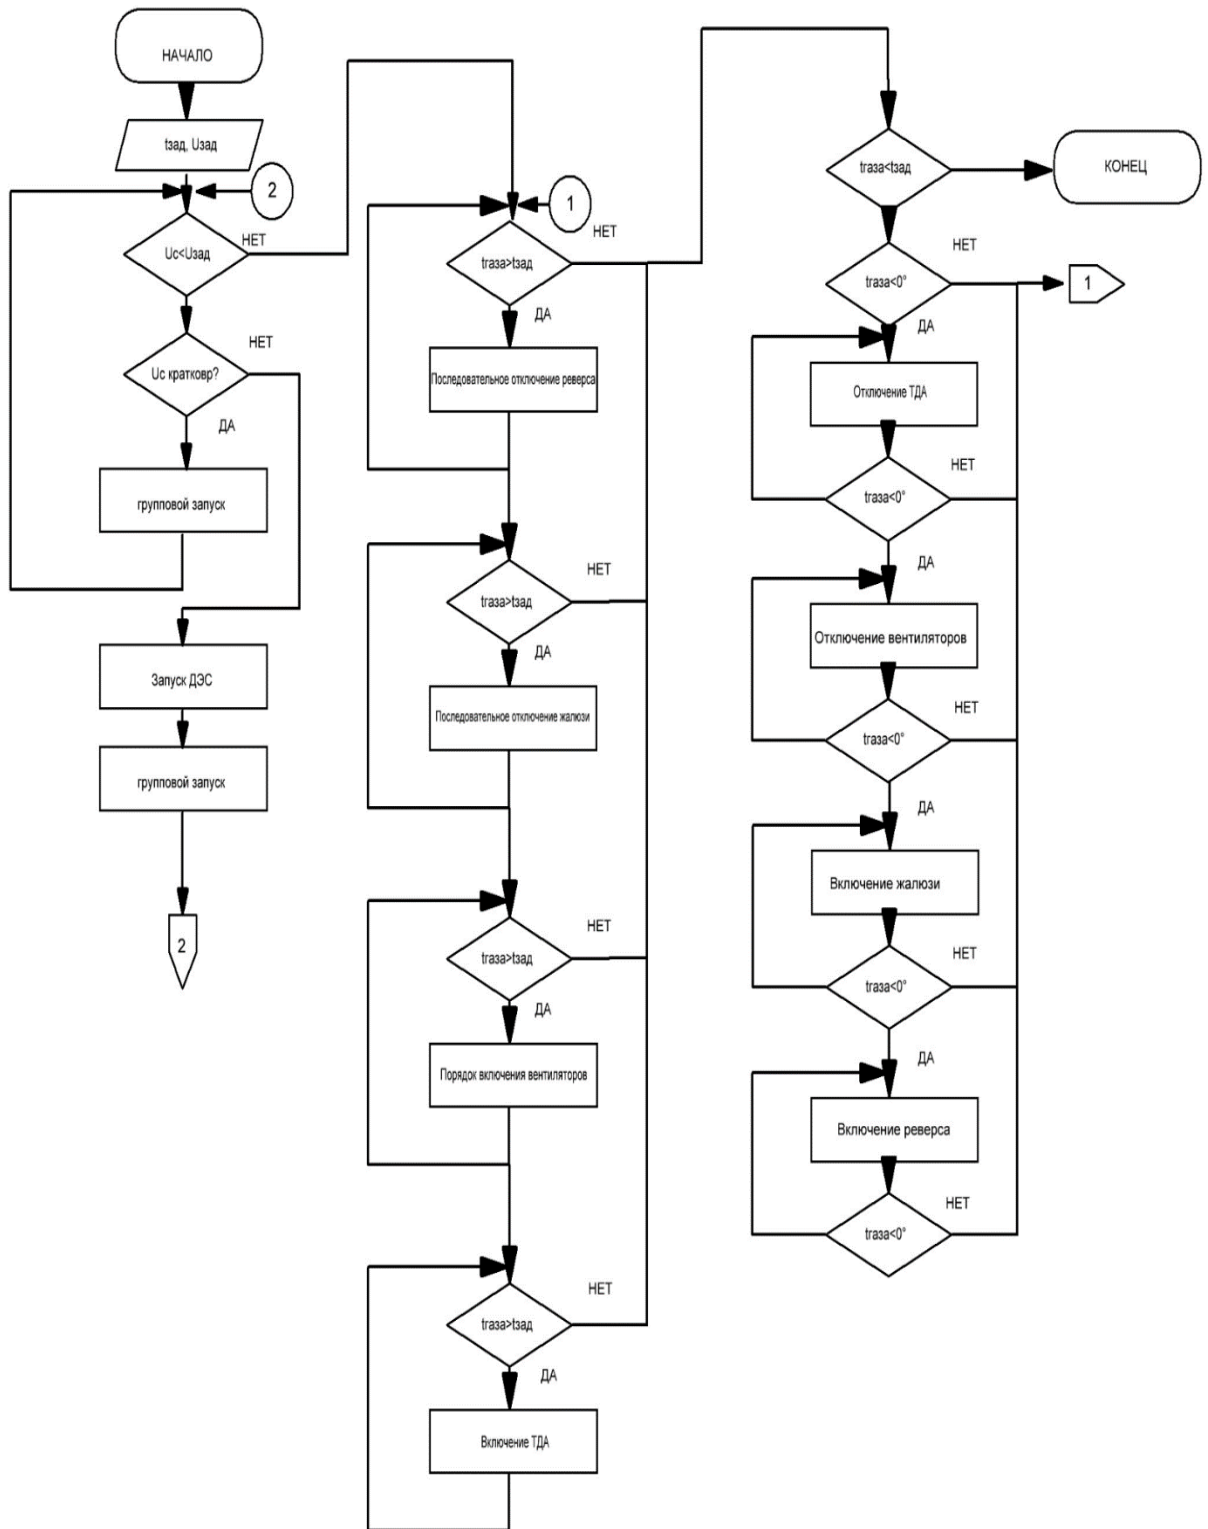 НАЧАЛО
tзад, Uзад
2
Uc<Uзад
НЕТ
Uc кратковр?
НЕТ
ДА
групповой запуск
Запуск ДЭС
групповой запуск
2
1
tгаза>tзад
НЕТ
ДА
Последовательное отключение реверса
tгаза>tзад
НЕТ
ДА
Последовательное отключение жалюзи
tгаза>tзад
НЕТ
ДА
Порядок включения вентиляторов
tгаза>tзад
НЕТ
ДА
Включение ТДА
tгаза<tзад
КОНЕЦ
tгаза<0°
НЕТ
1
ДА
Отключение ТДА
tгаза<0°
НЕТ
ДА
Отключение вентиляторов
tгаза<0°
НЕТ
ДА
Включение жалюзи
tгаза<0°
НЕТ
ДА
Включение реверса
tгаза<0°
НЕТ